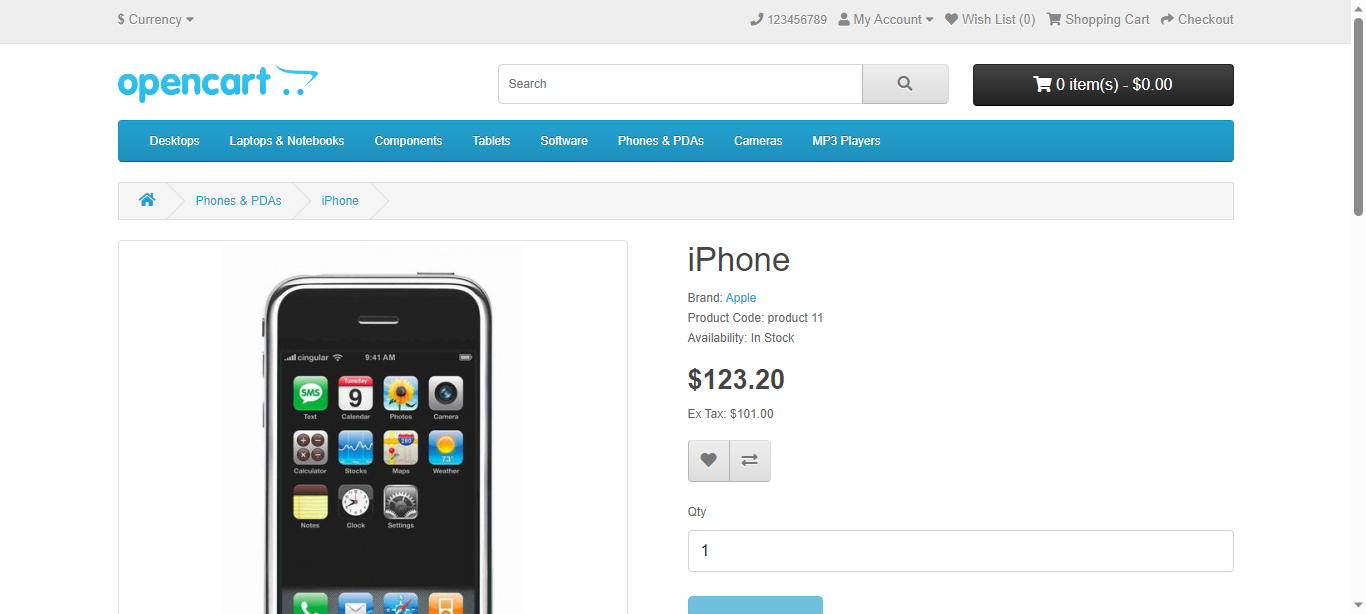 $ Currency
123456789 My Account Wish List (0) Shopping Cart Checkout
opencart
Search
0 item(s) - $0.00
Desktops Laptops & Notebooks Components Tablets Software Phones & PDAs Cameras MP3 Players
Phones & PDAs iPhone
iPhone
Brand: Apple
Product Code: product 11
Availability: In Stock
$123.20
Ex Tax: $101.00
Qty
1
cingular 9:41 AM
SMS Tuesday 9 280
Text Calendar Photos Camera
73°
Calculator Stocks Maps Weather
Notes Clock Settings